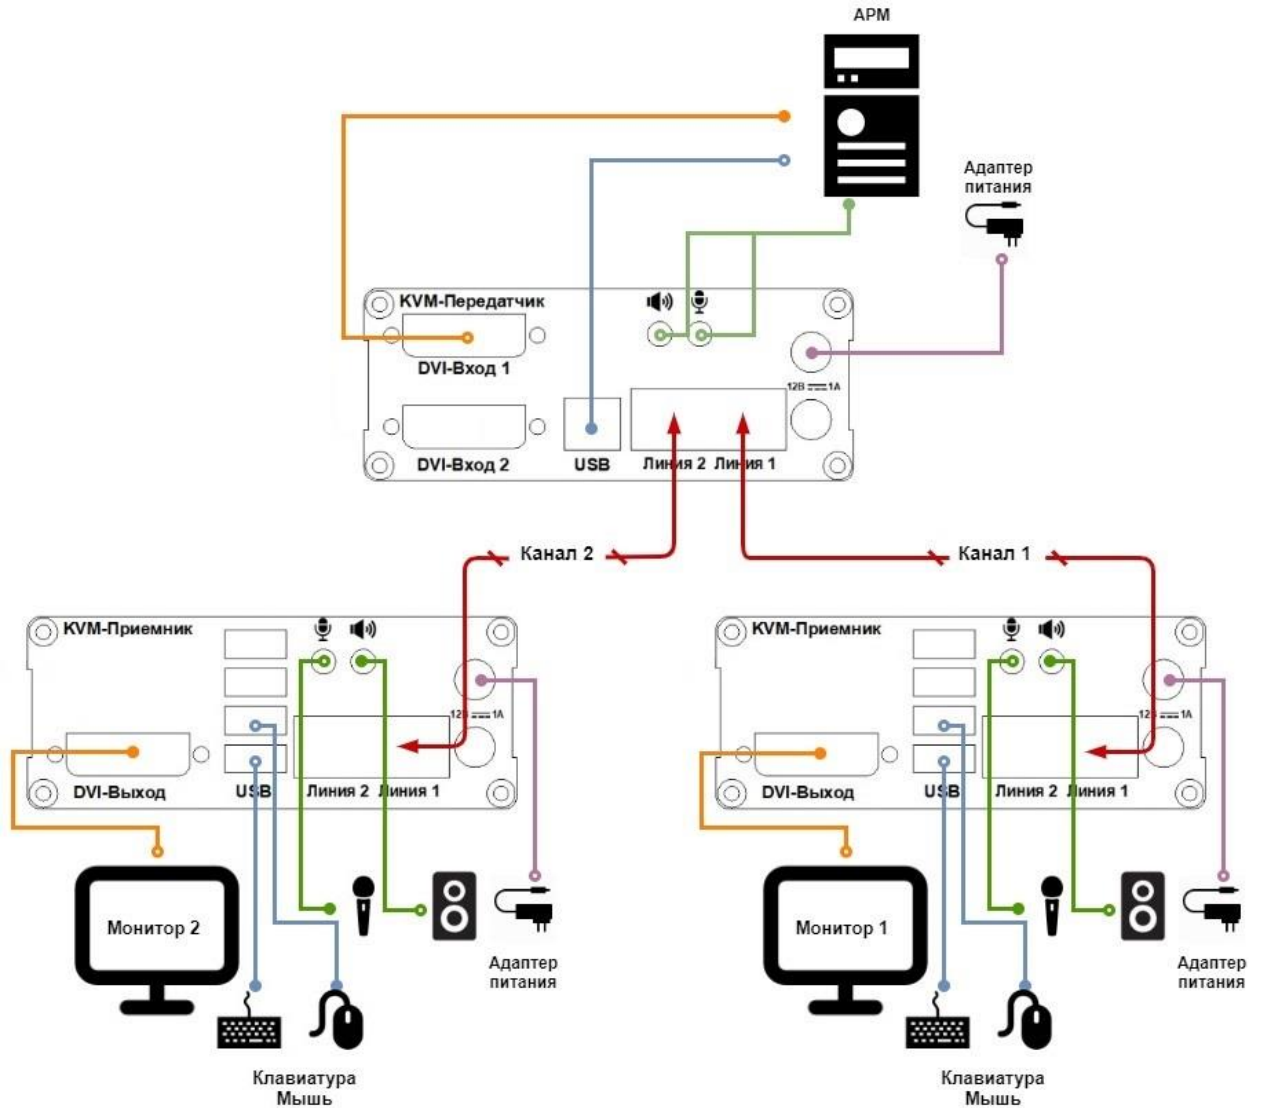 АРМ
Адаптер
питания
KVM-Передатчик
DVI-Вход 1
12В 1А
DVI-Вход 2
USB
Линия 2 Линия 1
Канал 2
Канал 1
KVM-Приемник
12В 1А
DVI-Выход
USB
Линия 2 Линия 1
Монитор 2
Адаптер
питания
Клавиатура
Мышь
KVM-Приемник
12В 1А
DVI-Выход
USB
Линия 2 Линия 1
Монитор 1
Адаптер
питания
Клавиатура
Мышь